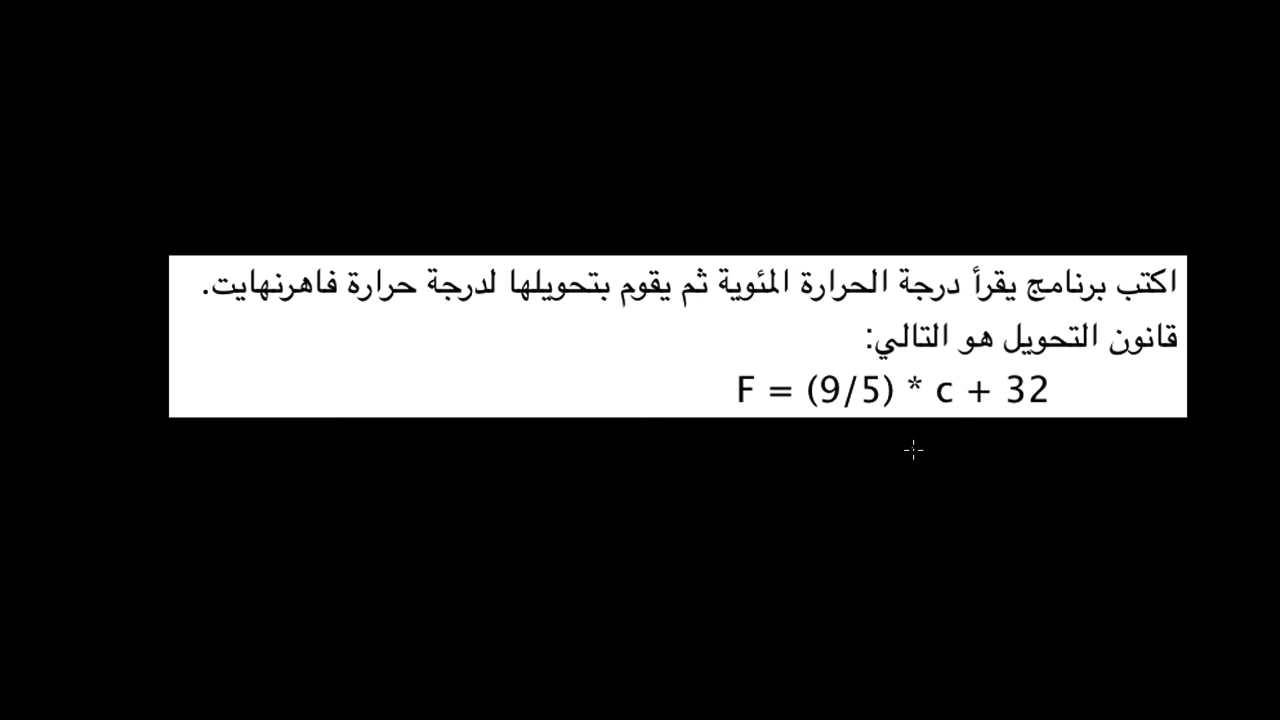 اكتب برنامج يقرأ درجة الحرارة المئوية ثم يقوم بتحويلها لدرجة حرارة فاهرنهايت.
قانون التحويل هو التالي:
F = (9/5) * c + 32